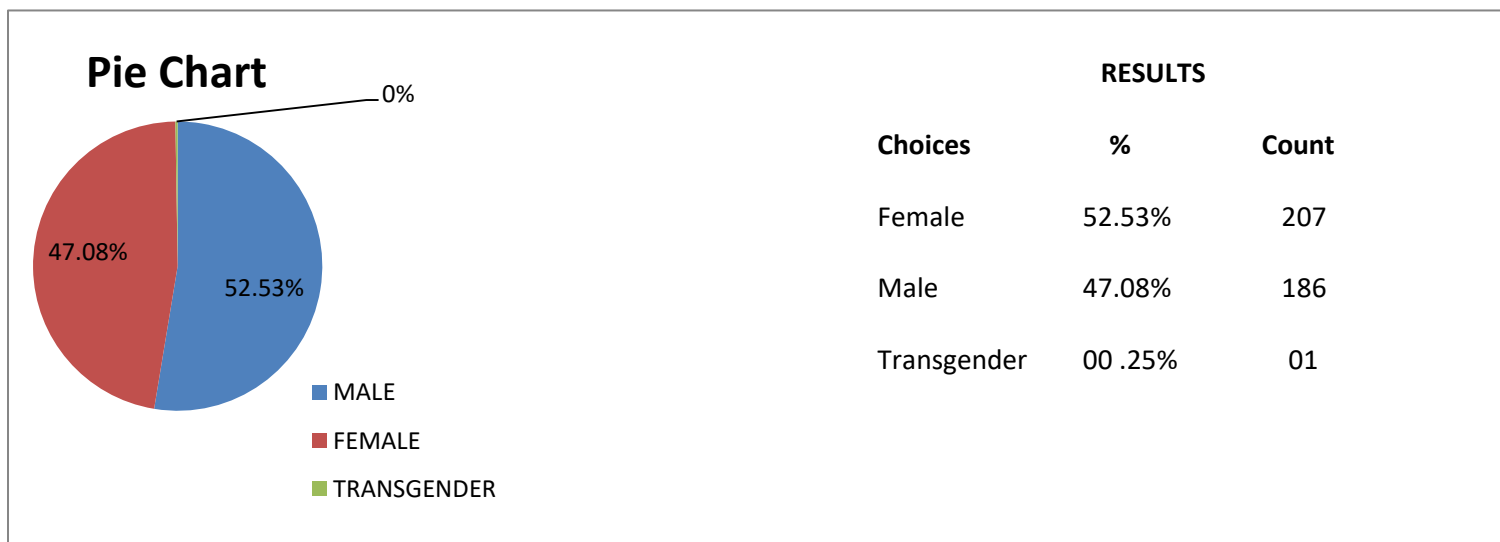 Pie Chart
0%
47.08%
52.53%
MALE
FEMALE
TRANSGENDER
RESULTS
Choices % Count
Female 52.53% 207
Male 47.08% 186
Transgender 00 .25% 01